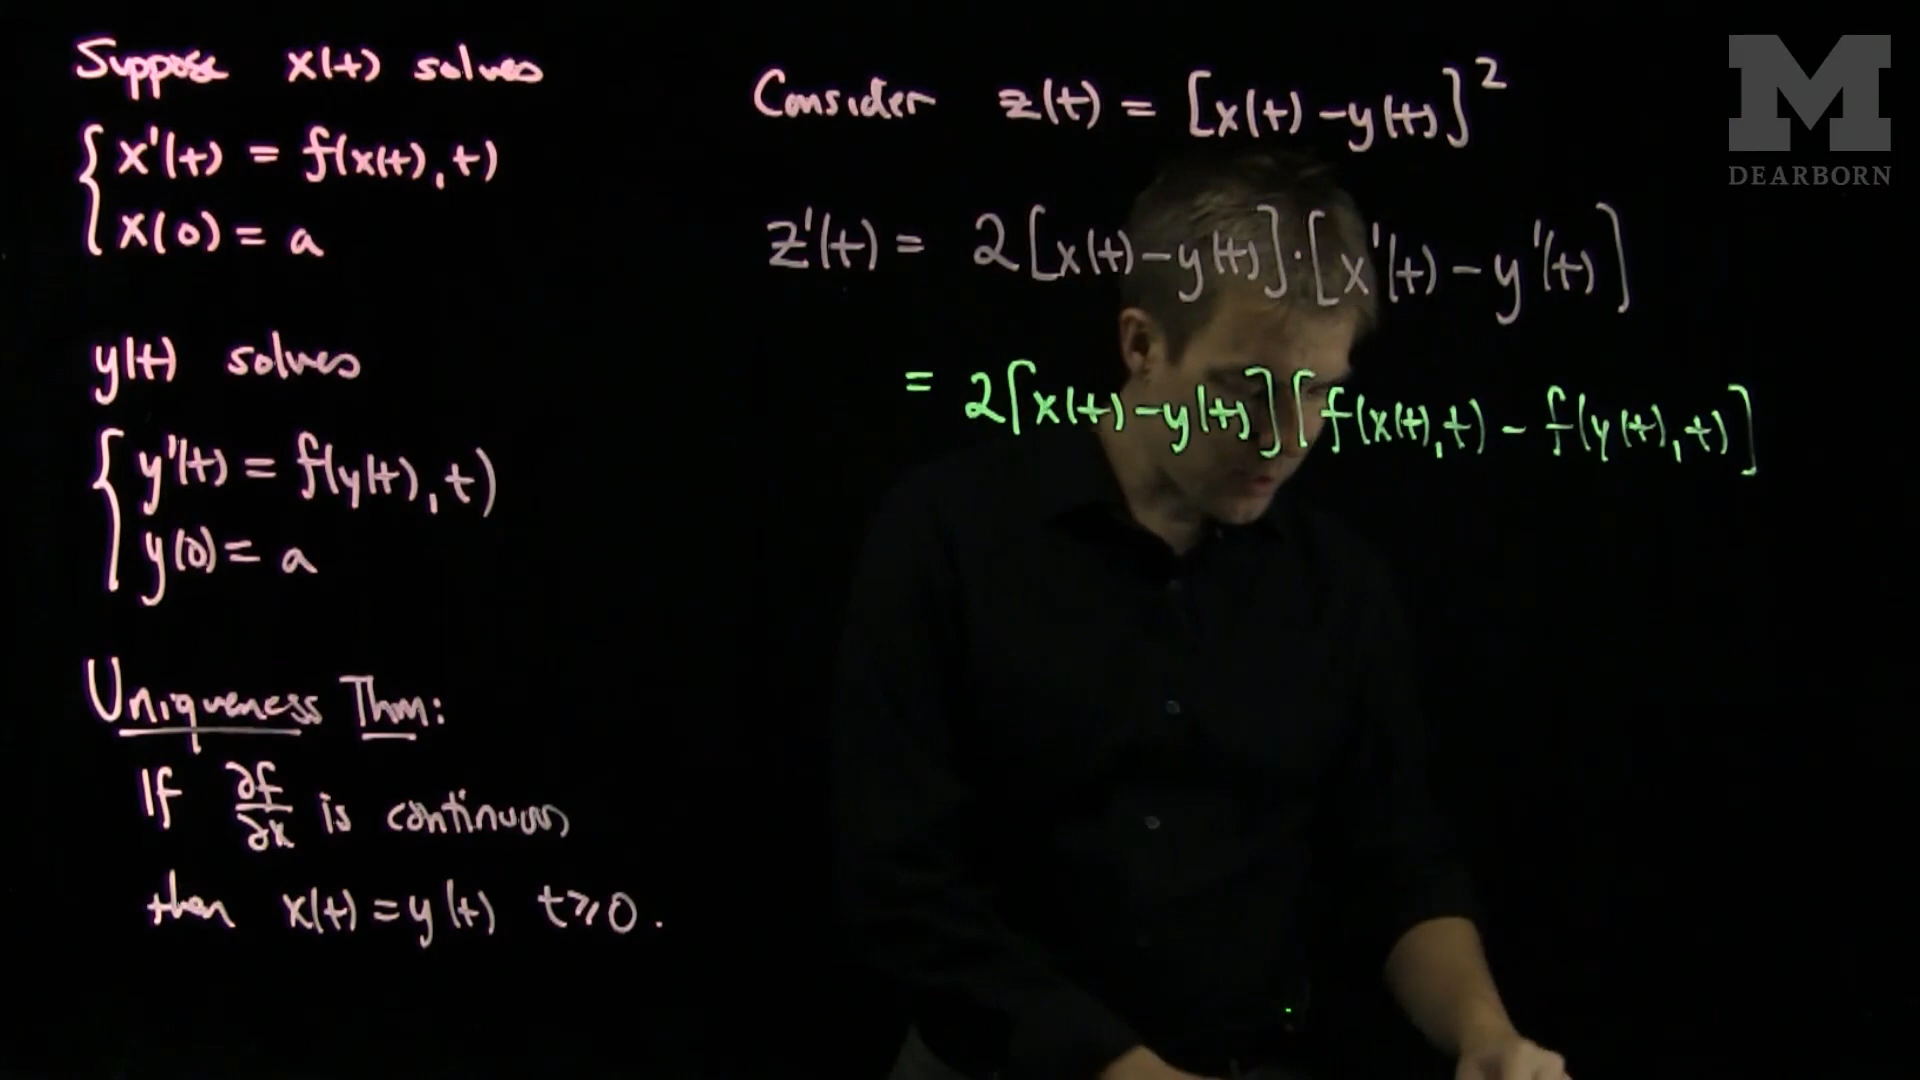 Suppose x(t) solves
x'(t) = f(x(t), t)
x(0) = a
y(t) solves
y'(t) = f(y(t), t)
y(0) = a
Uniqueness Thm:
If ∂f/∂x is continuous
then x(t) = y(t) t ⩾ 0.
Consider z(t) = [x(t) - y(t)]²
z'(t) = 2[x(t) - y(t)]·[x'(t) - y'(t)]
= 2[x(t) - y(t)][f(x(t), t) - f(y(t), t)]
M
DEARBORN